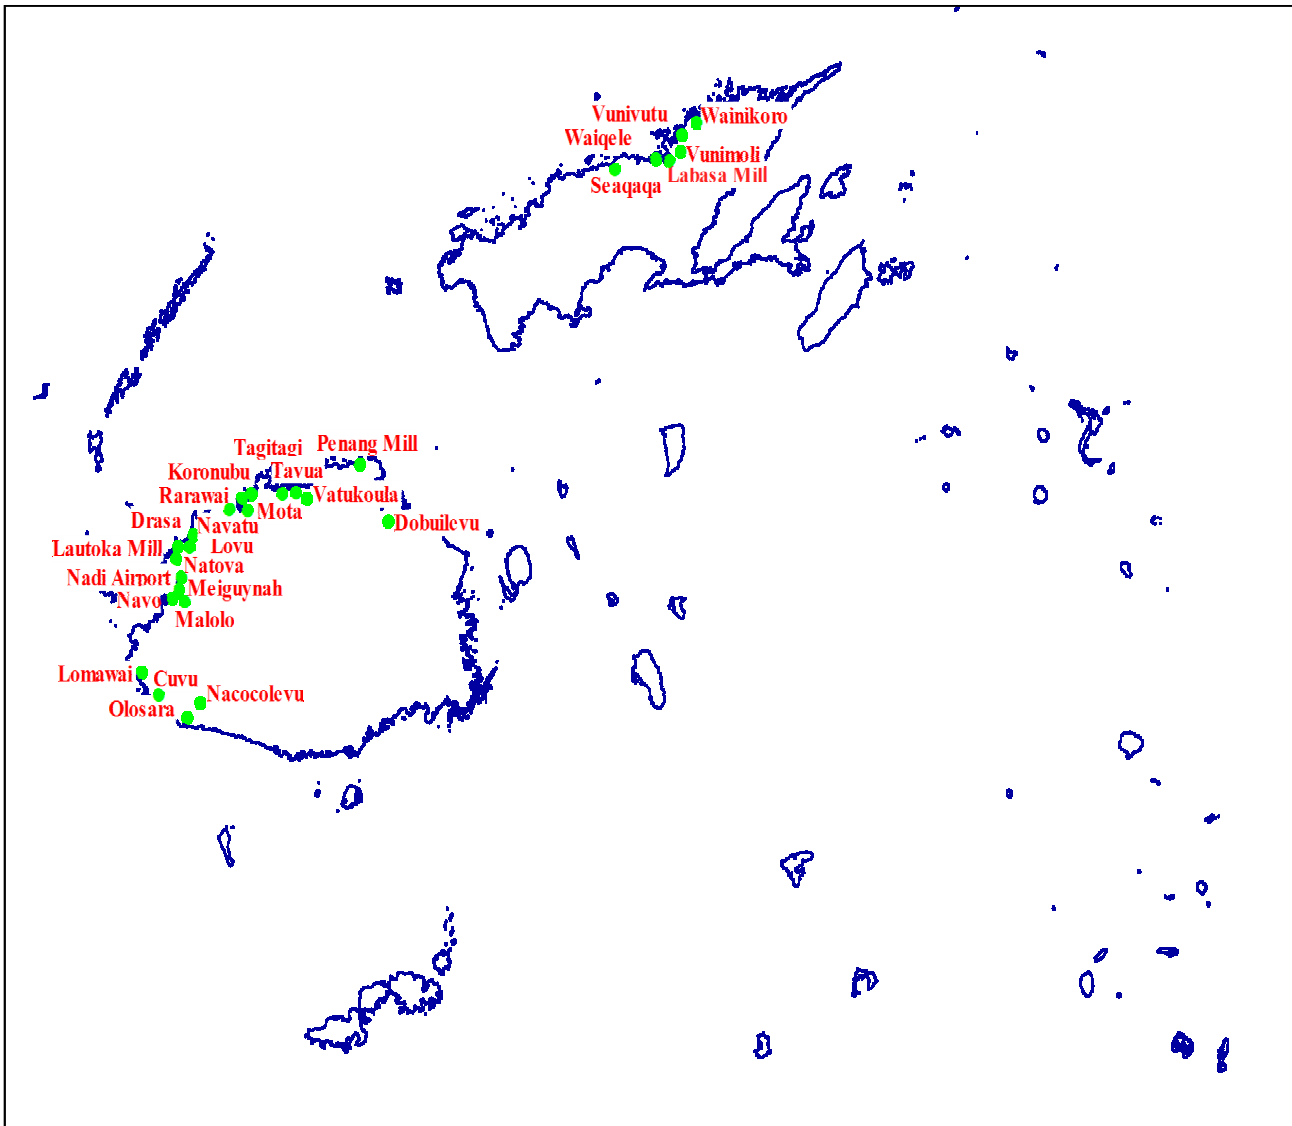 Vunivutu
Wainikoro
Waiqele
Vunimoli
Labasa Mill
Seaqaqa
Tagitagi
Penang Mill
Koronubu
Tavua
Rarawai
Vatukoula
Mota
Drasa
Navatu
Dobuilevu
Lautoka Mill
Lovu
Natova
Nadi Airport
Meiguynah
Navo
Malolo
Lomawai
Cuvu
Nacocolevu
Olosara